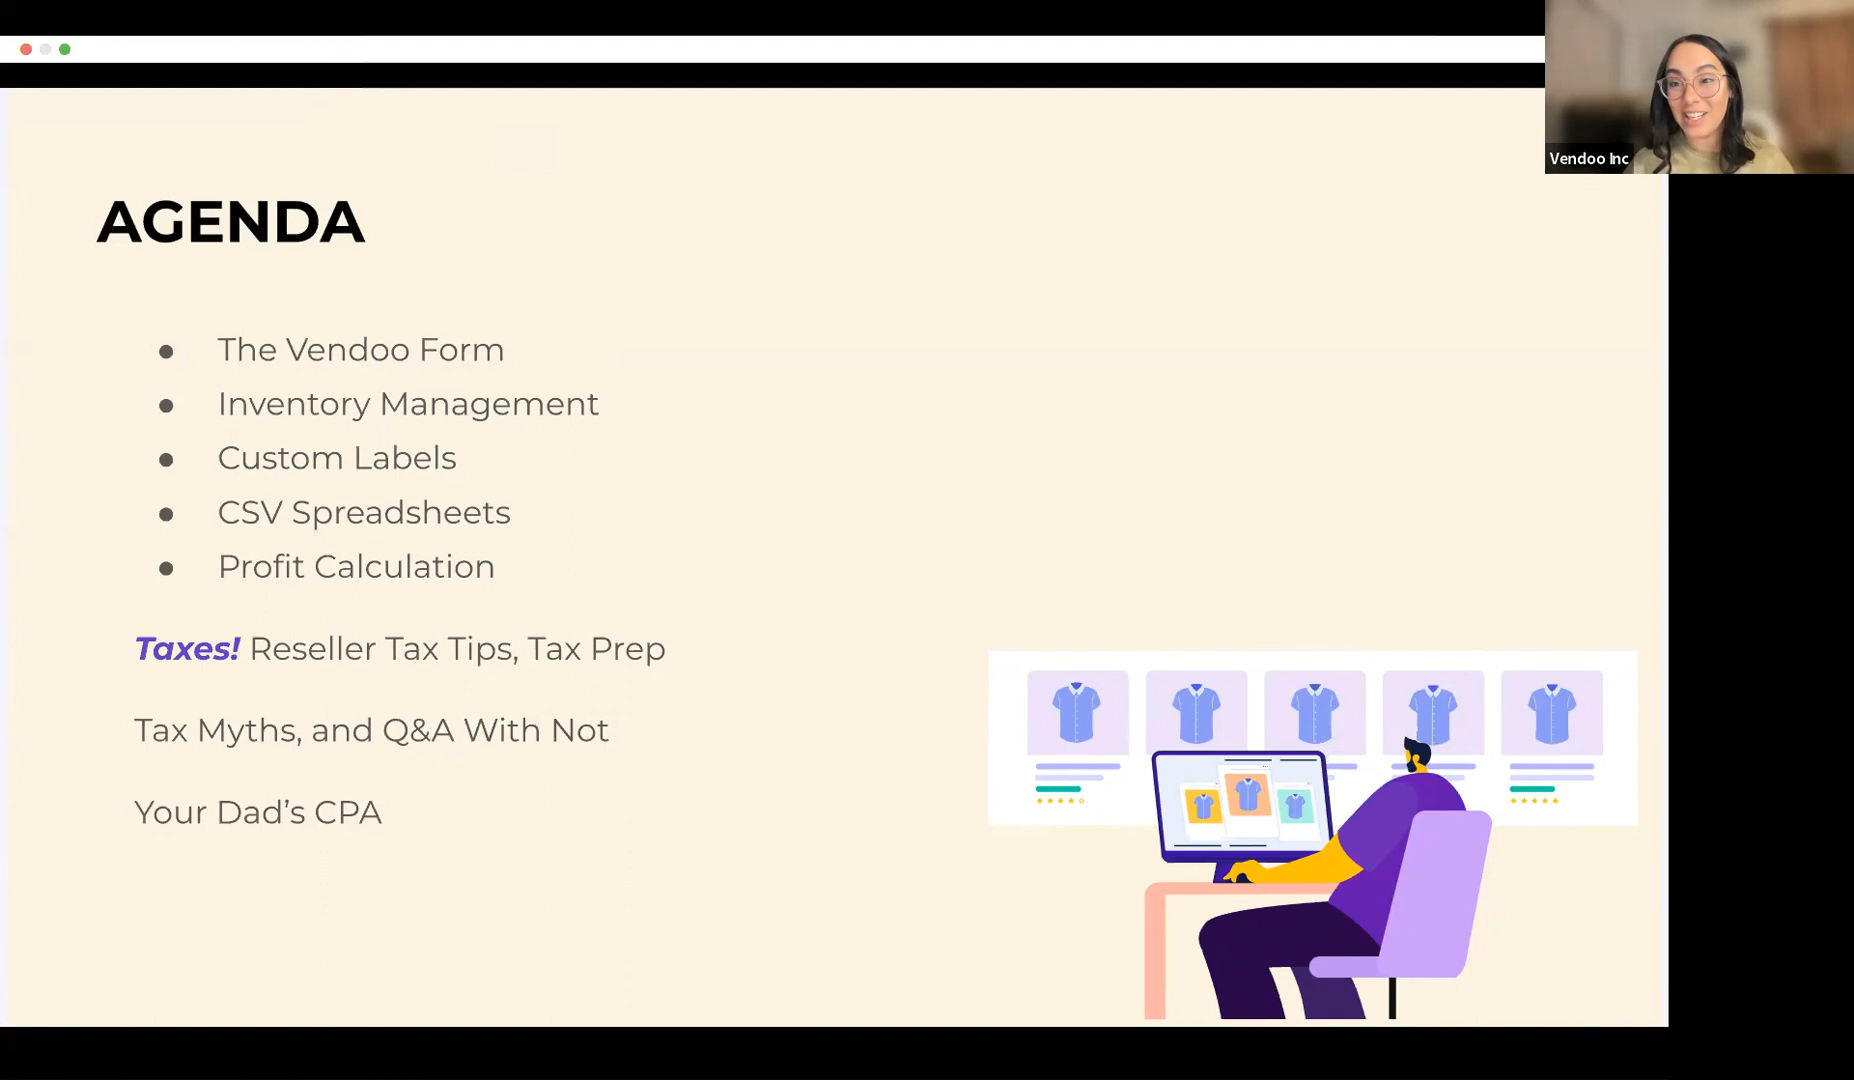 Vendoo Inc
AGENDA
● The Vendoo Form
● Inventory Management
● Custom Labels
● CSV Spreadsheets
● Profit Calculation
Taxes! Reseller Tax Tips, Tax Prep
Tax Myths, and Q&A With Not
Your Dad’s CPA